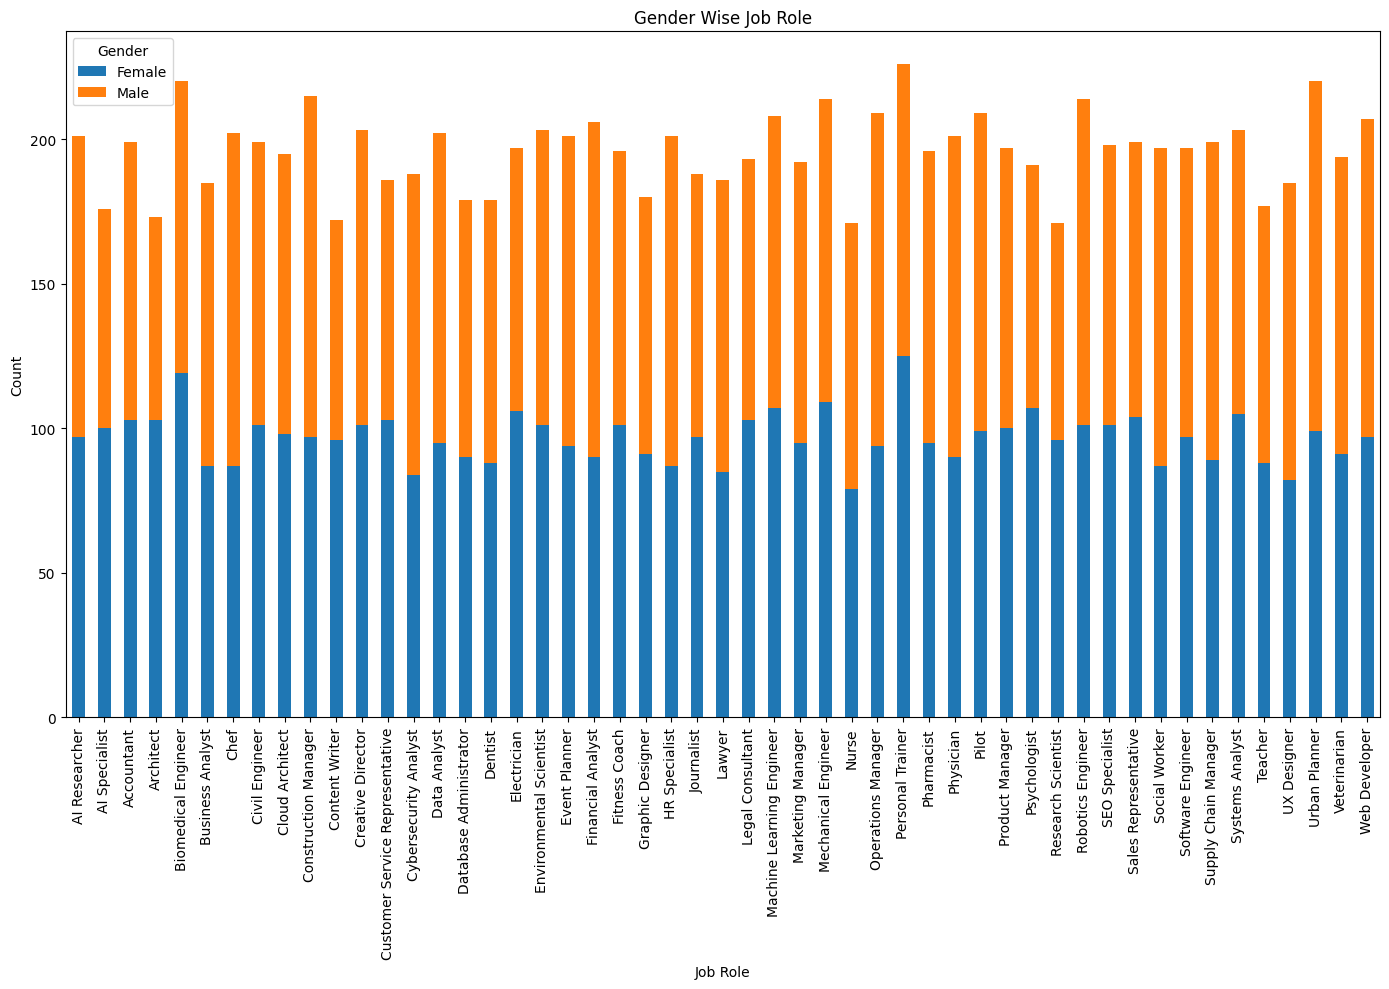 Gender Wise Job Role
Gender
Female
Male
Count
200
150
100
50
0
AI Researcher
AI Specialist
Accountant
Architect
Biomedical Engineer
Business Analyst
Chef
Civil Engineer
Cloud Architect
Construction Manager
Content Writer
Creative Director
Customer Service Representative
Cybersecurity Analyst
Data Analyst
Database Administrator
Dentist
Electrician
Environmental Scientist
Event Planner
Financial Analyst
Fitness Coach
Graphic Designer
HR Specialist
Journalist
Lawyer
Legal Consultant
Machine Learning Engineer
Marketing Manager
Mechanical Engineer
Nurse
Operations Manager
Personal Trainer
Pharmacist
Physician
Pilot
Product Manager
Psychologist
Research Scientist
Robotics Engineer
SEO Specialist
Sales Representative
Social Worker
Software Engineer
Supply Chain Manager
Systems Analyst
Teacher
UX Designer
Urban Planner
Veterinarian
Web Developer
Job Role